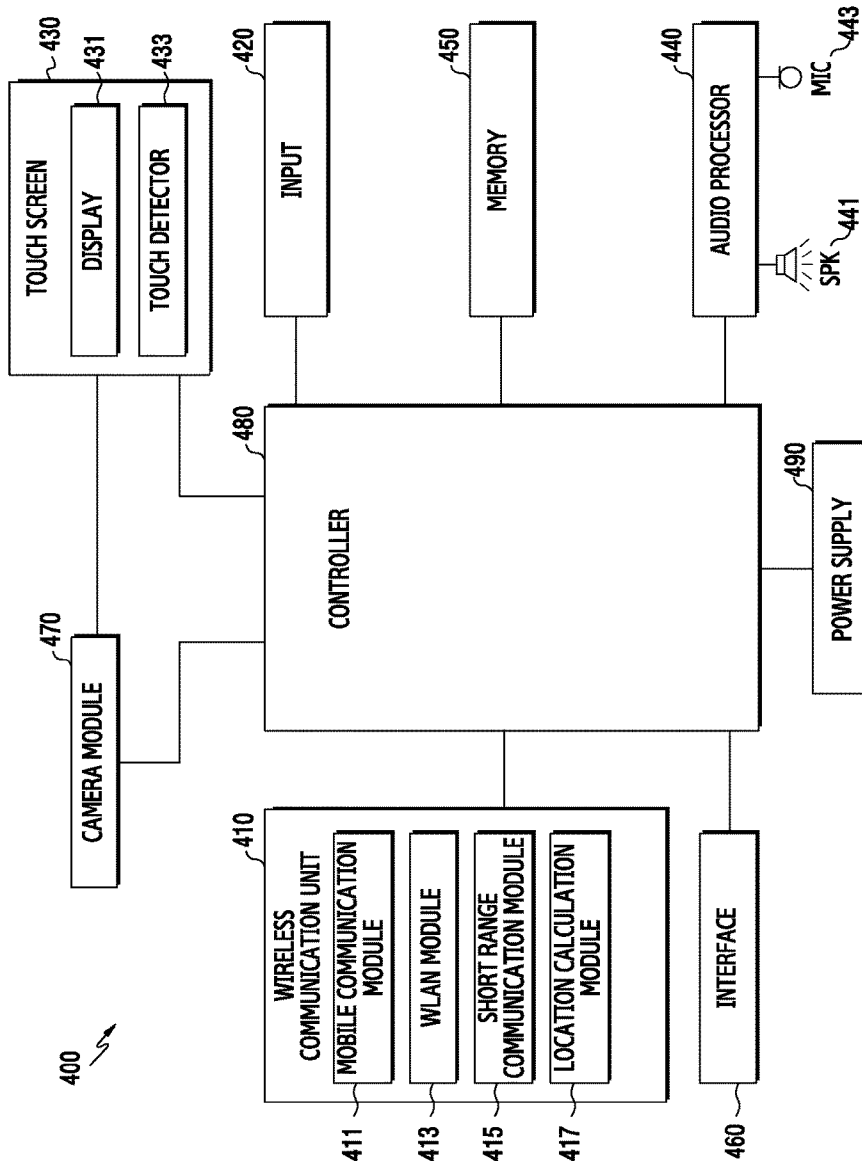 400
430
TOUCH SCREEN
431
DISPLAY
433
TOUCH DETECTOR
470
CAMERA MODULE
410
WIRELESS
COMMUNICATION UNIT
411
MOBILE COMMUNICATION
MODULE
413
WLAN MODULE
415
SHORT RANGE
COMMUNICATION MODULE
417
LOCATION CALCULATION
MODULE
460
INTERFACE
480
CONTROLLER
420
INPUT
450
MEMORY
440
AUDIO PROCESSOR
SPK
441
MIC
443
490
POWER SUPPLY